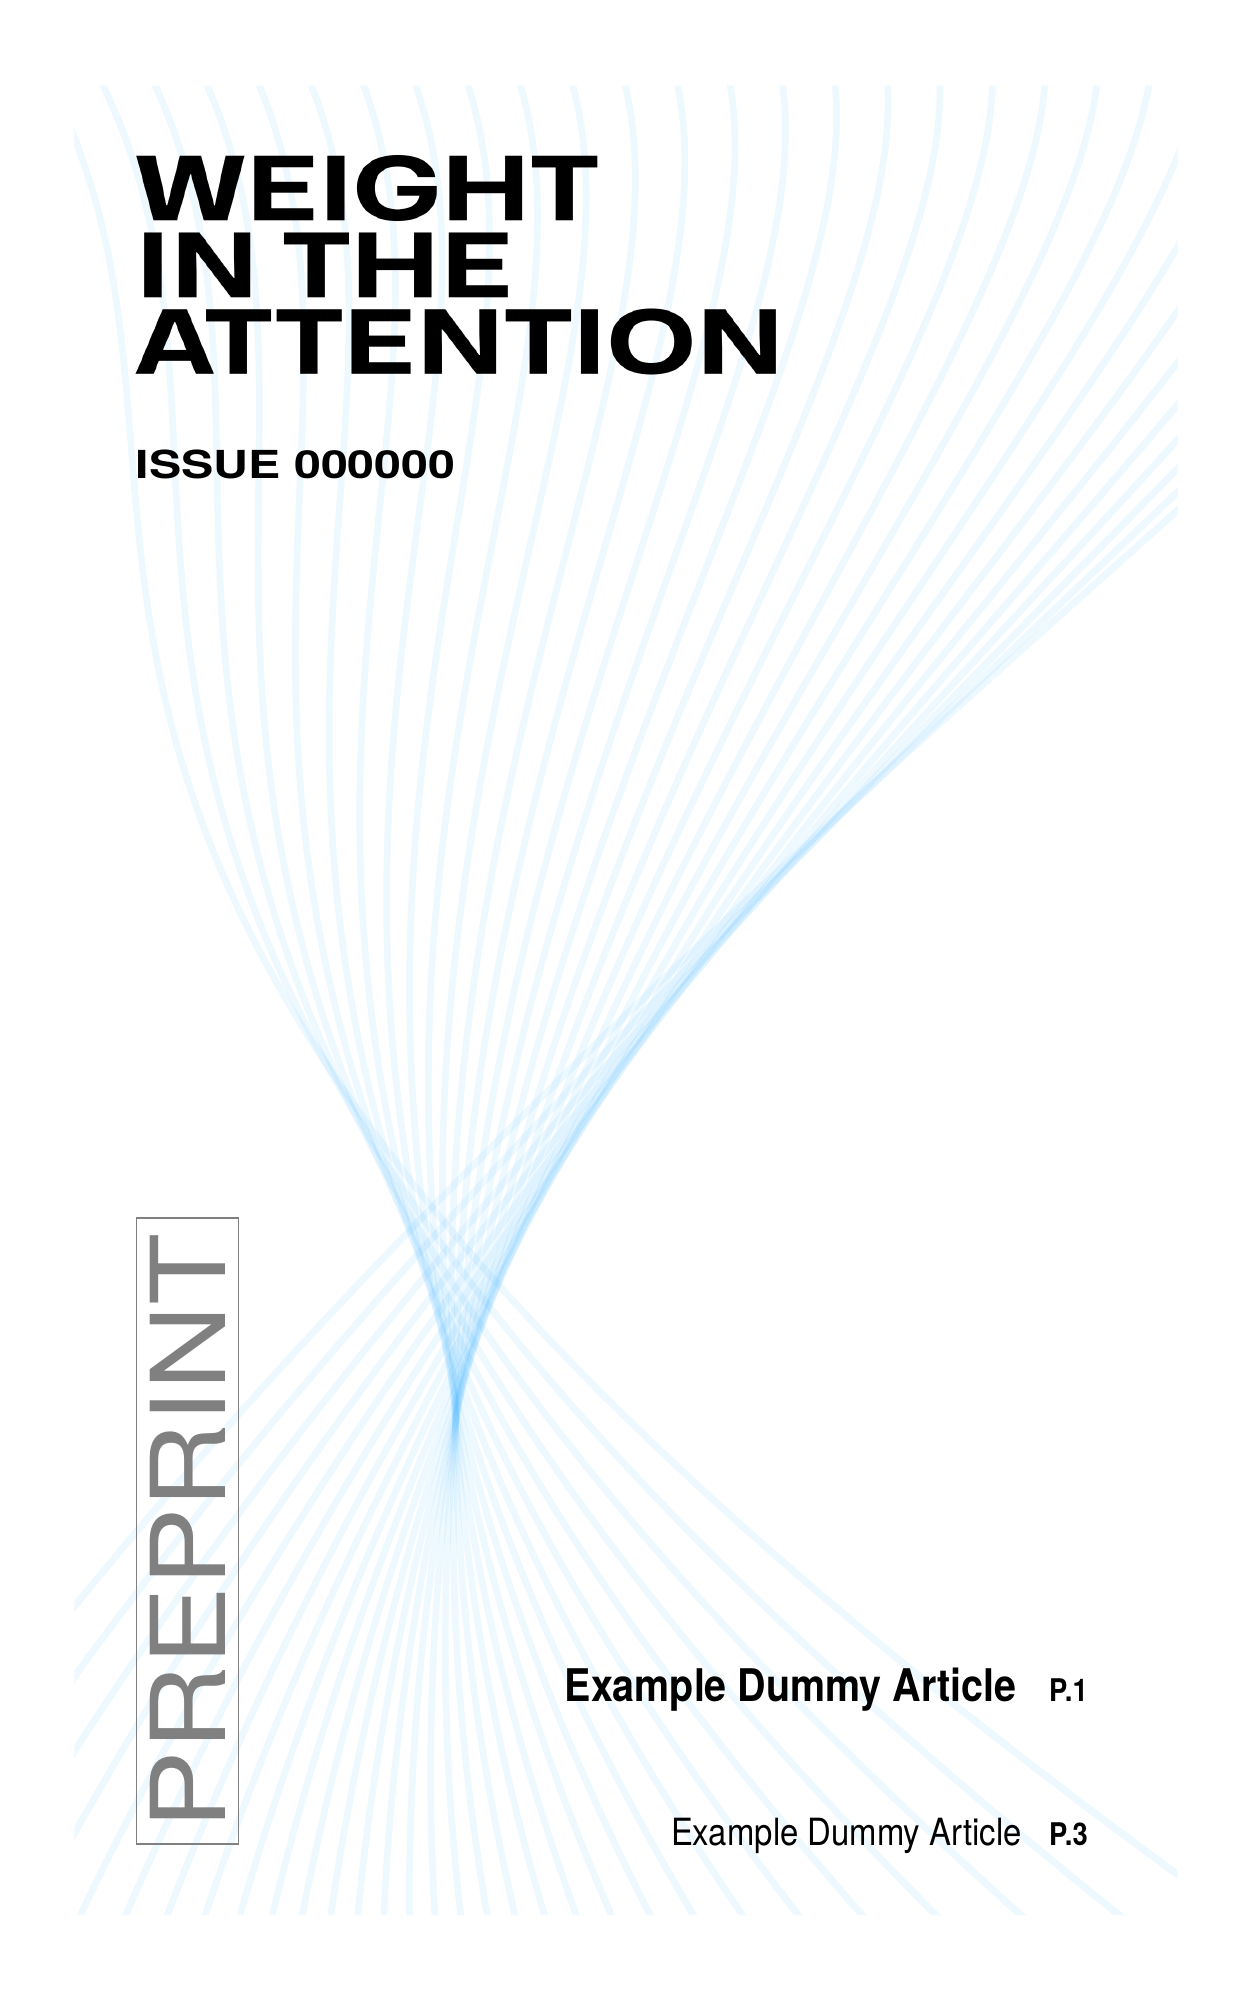 WEIGHT
IN THE
ATTENTION
ISSUE 000000
PREPRINT
Example Dummy Article P.1
Example Dummy Article P.3